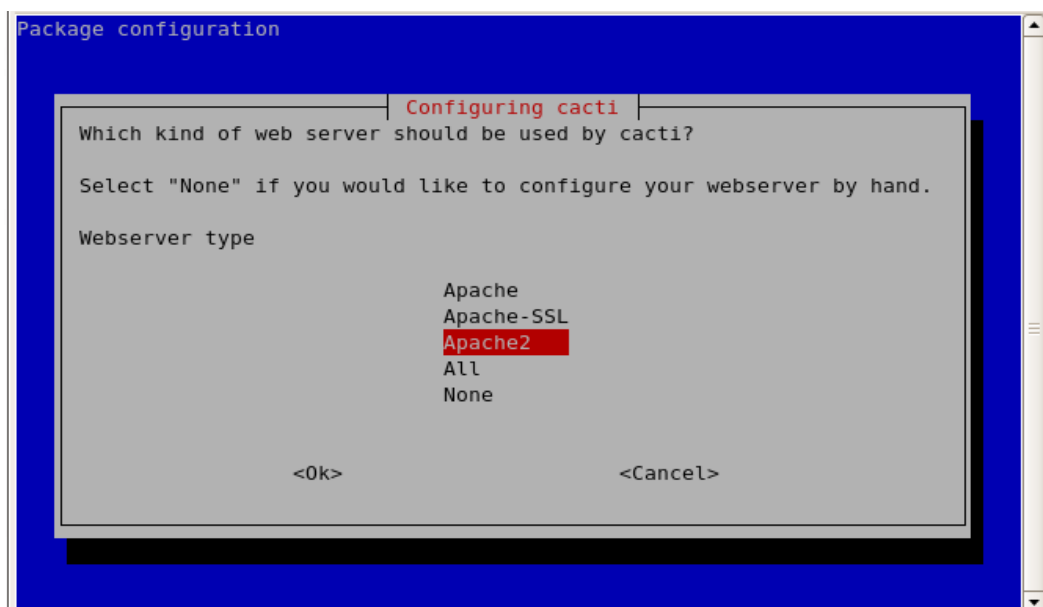 Package configuration
Configuring cacti
Which kind of web server should be used by cacti?
Select "None" if you would like to configure your webserver by hand.
Webserver type
Apache
Apache-SSL
Apache2
All
None
<Ok> <Cancel>